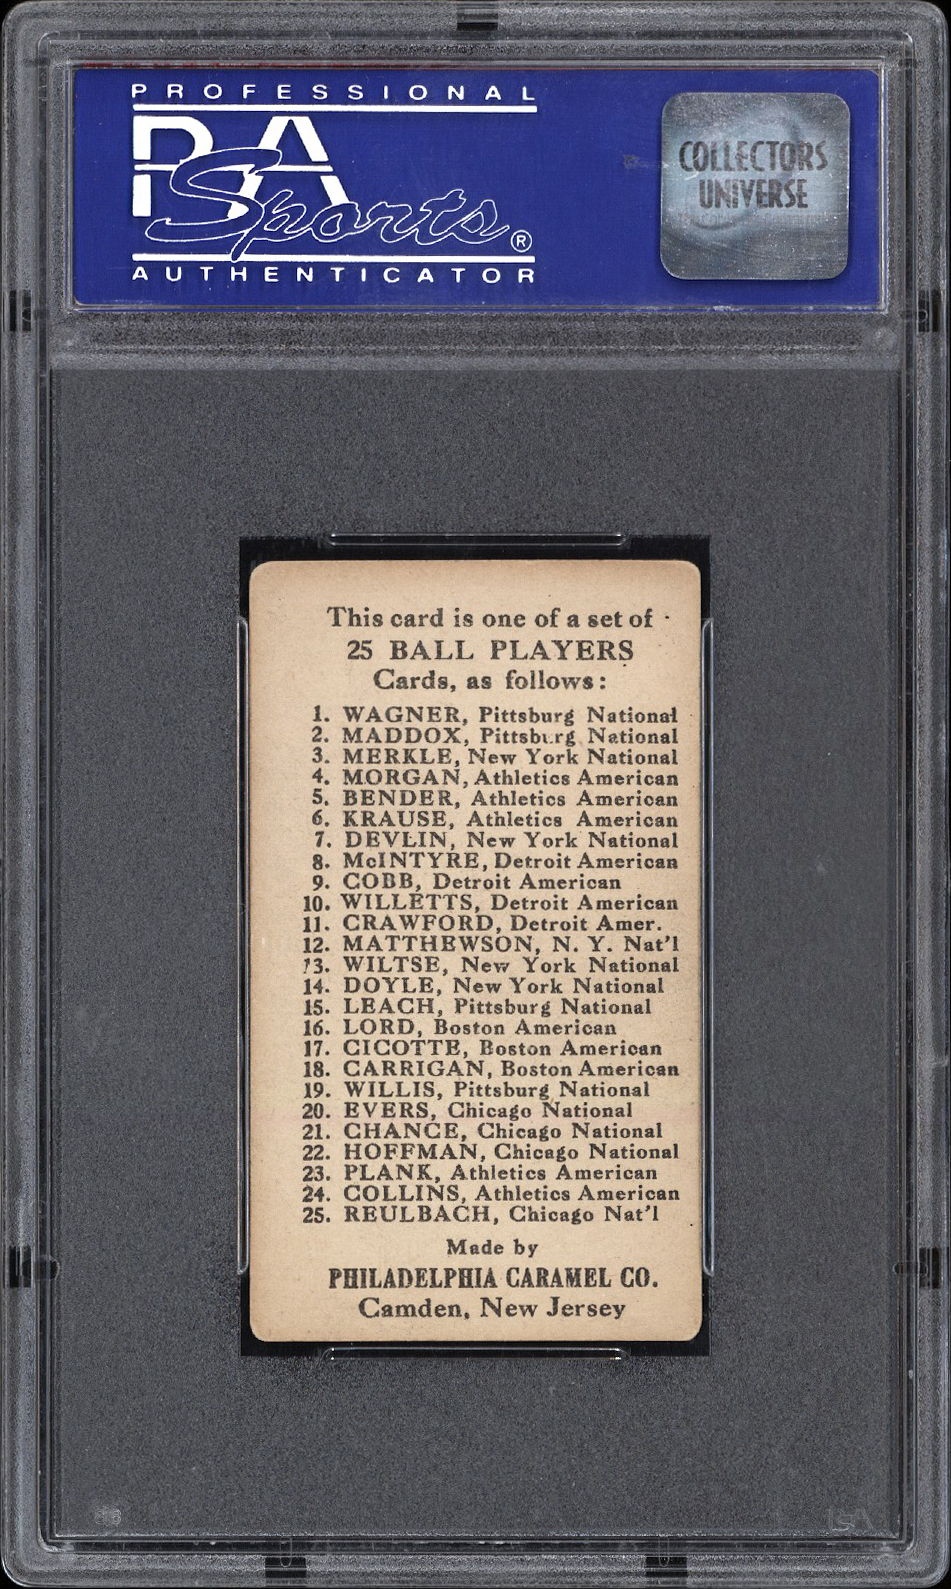 PROFESSIONAL
PSA
Sports®
AUTHENTICATOR
COLLECTORS
UNIVERSE
This card is one of a set of
25 BALL PLAYERS
Cards, as follows:
1. WAGNER, Pittsburg National
2. MADDOX, Pittsburg National
3. MERKLE, New York National
4. MORGAN, Athletics American
5. BENDER, Athletics American
6. KRAUSE, Athletics American
7. DEVLIN, New York National
8. McINTYRE, Detroit American
9. COBB, Detroit American
10. WILLETTS, Detroit American
11. CRAWFORD, Detroit Amer.
12. MATTHEWSON, N. Y. Nat'l
13. WILTSE, New York National
14. DOYLE, New York National
15. LEACH, Pittsburg National
16. LORD, Boston American
17. CICOTTE, Boston American
18. CARRIGAN, Boston American
19. WILLIS, Pittsburg National
20. EVERS, Chicago National
21. CHANCE, Chicago National
22. HOFFMAN, Chicago National
23. PLANK, Athletics American
24. COLLINS, Athletics American
25. REULBACH, Chicago Nat'l
Made by
PHILADELPHIA CARAMEL CO.
Camden, New Jersey